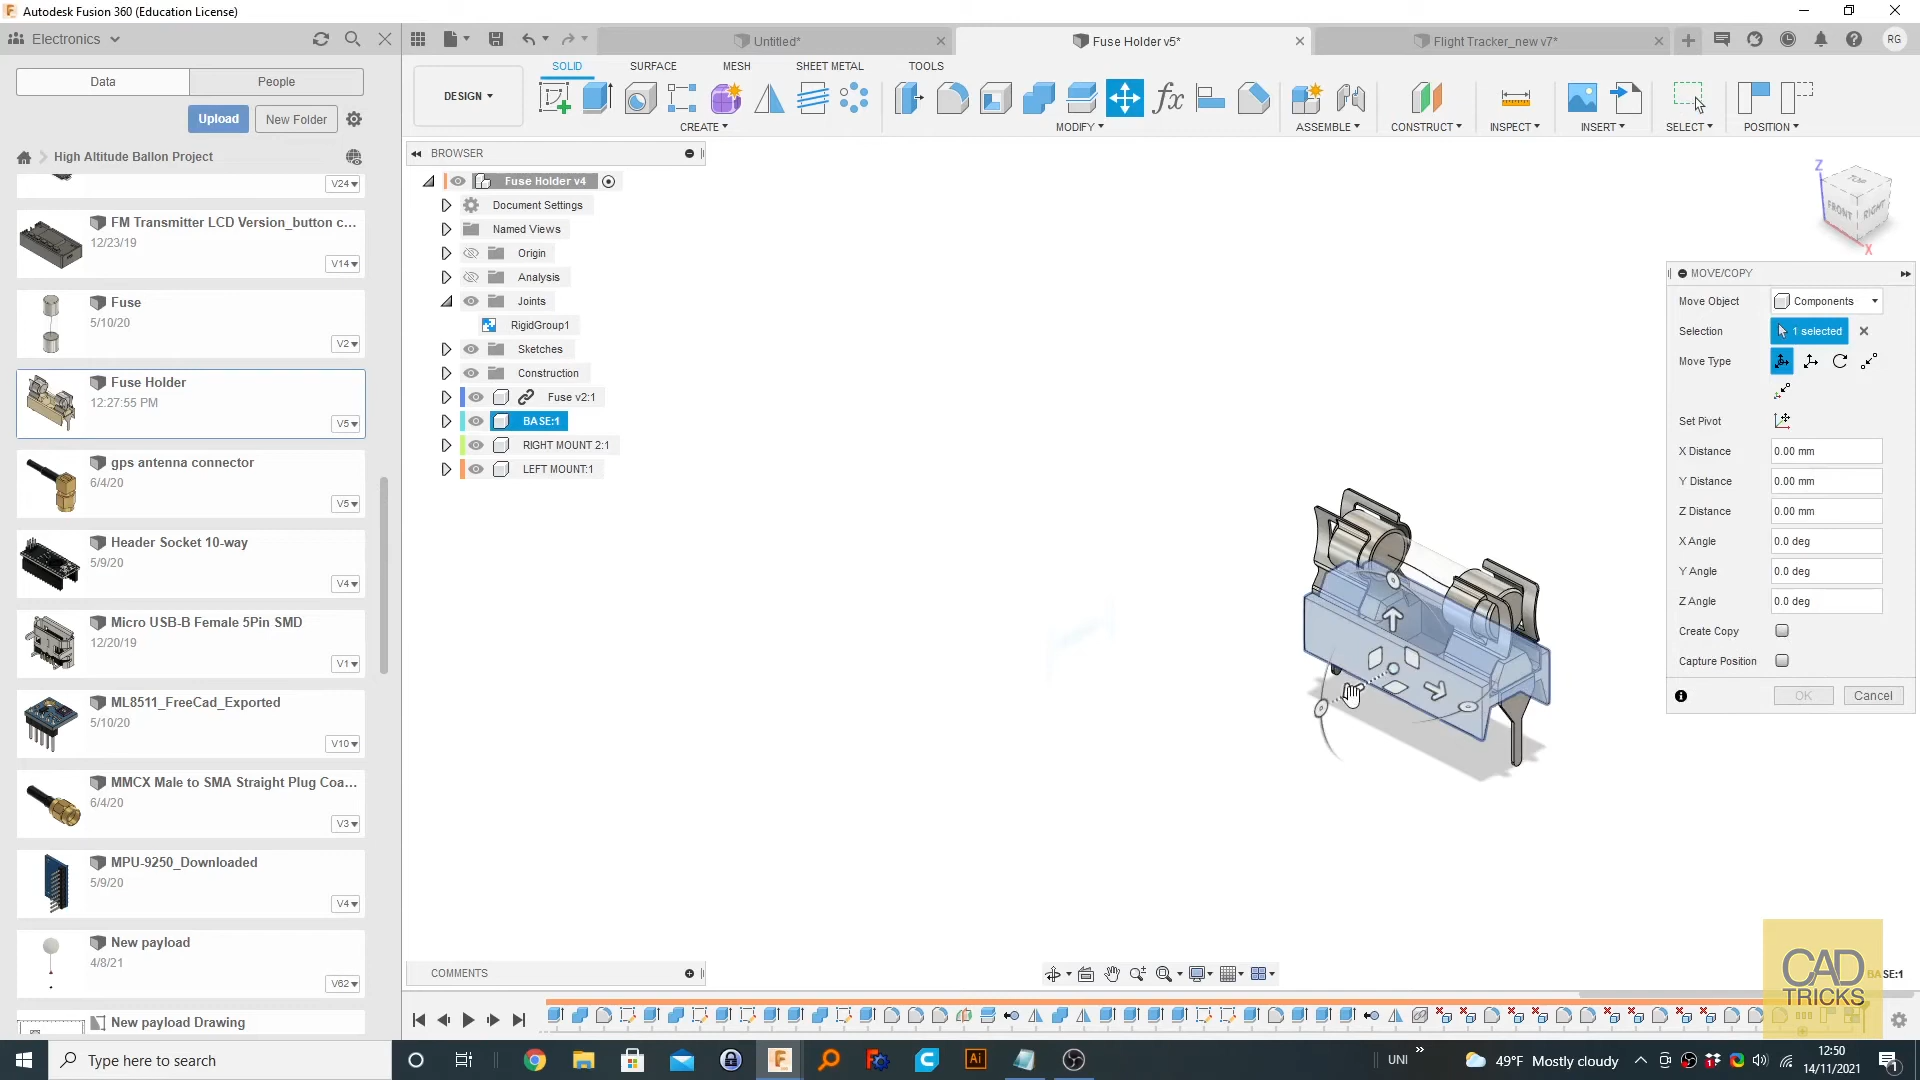 Autodesk Fusion 360 (Education License)
Electronics
Untitled*
Fuse Holder v5*
Flight Tracker_new v7*
RG
Data
People
Upload
New Folder
High Altitude Ballon Project
V24
FM Transmitter LCD Version_button c...
12/23/19
V14
Fuse
5/10/20
V2
Fuse Holder
12:27:55 PM
V5
gps antenna connector
6/4/20
V5
Header Socket 10-way
5/9/20
V4
Micro USB-B Female 5Pin SMD
12/20/19
V1
ML8511_FreeCad_Exported
5/10/20
V10
MMCX Male to SMA Straight Plug Coa...
6/4/20
V3
MPU-9250_Downloaded
5/9/20
V4
New payload
4/8/21
V62
New payload Drawing
DESIGN
SOLID
SURFACE
MESH
SHEET METAL
TOOLS
CREATE
MODIFY
ASSEMBLE
CONSTRUCT
INSPECT
INSERT
SELECT
POSITION
BROWSER
Fuse Holder v4
Document Settings
Named Views
Origin
Analysis
Joints
RigidGroup1
Sketches
Construction
Fuse v2:1
BASE:1
RIGHT MOUNT 2:1
LEFT MOUNT:1
Z
TOP
FRONT
RIGHT
X
MOVE/COPY
Move Object
Components
Selection
1 selected
Move Type
Set Pivot
X Distance
0.00 mm
Y Distance
0.00 mm
Z Distance
0.00 mm
X Angle
0.0 deg
Y Angle
0.0 deg
Z Angle
0.0 deg
Create Copy
Capture Position
OK
Cancel
COMMENTS
CAD
TRICKS
SE:1
Type here to search
UNI
49°F Mostly cloudy
12:50
14/11/2021